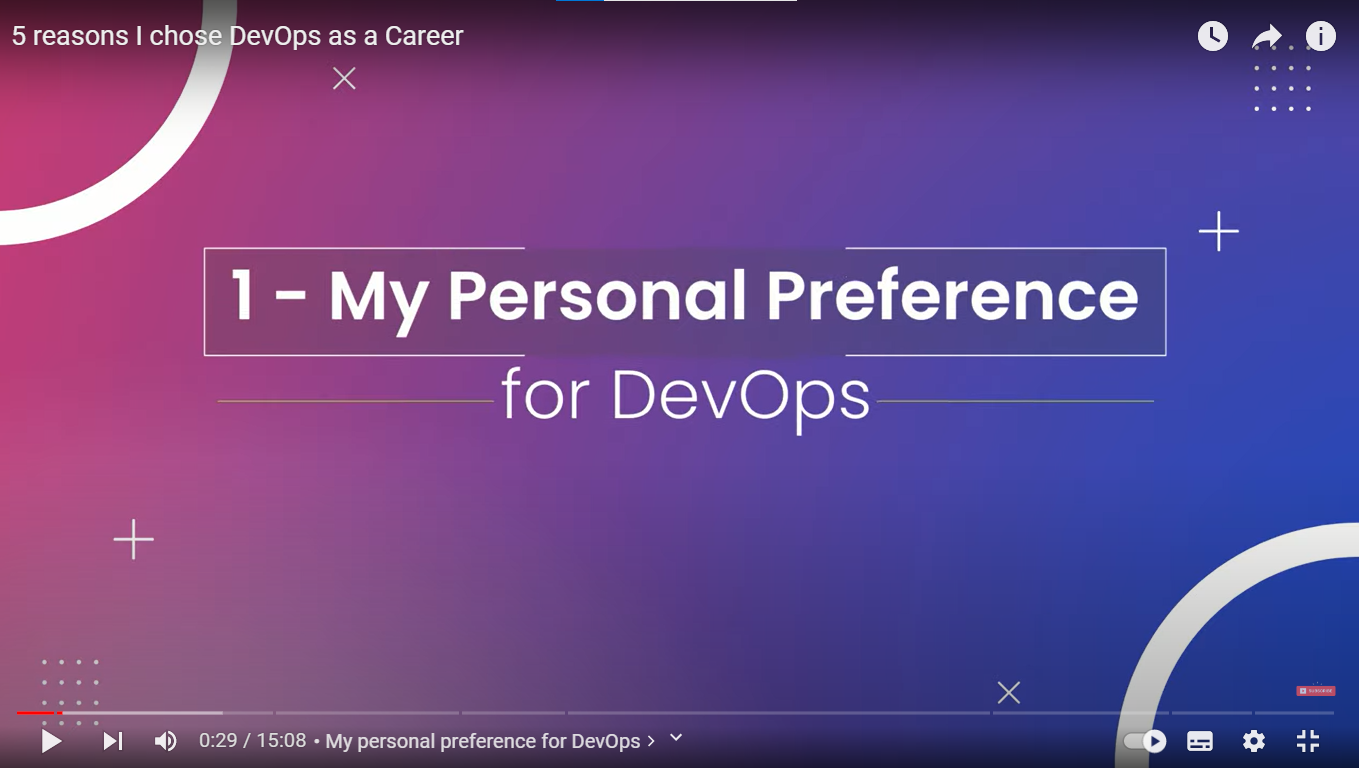 5 reasons I chose DevOps as a Career
1 - My Personal Preference
for DevOps
SUBSCRIBE
0:29 / 15:08 • My personal preference for DevOps